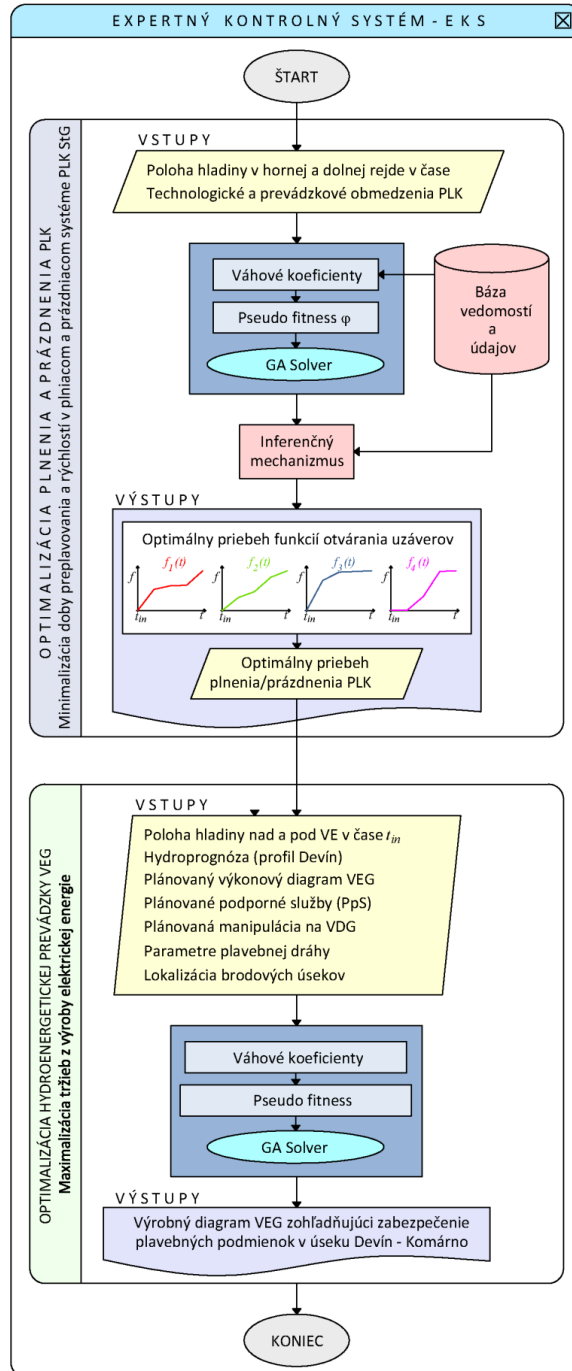 EXPERTNÝ KONTROLNÝ SYSTÉM - EKS
ŠTART
OPTIMALIZÁCIA PLNENIA A PRÁZDNENIA PLK
Minimalizácia doby preplavovania a rýchlostí v plniacom a prázdniacom systéme PLK StG
VSTUPY
Poloha hladiny v hornej a dolnej rejde v čase
Technologické a prevádzkové obmedzenia PLK
Váhové koeficienty
Pseudo fitness φ
GA Solver
Báza
vedomostí
a
údajov
Inferenčný
mechanizmus
VÝSTUPY
Optimálny priebeh funkcií otvárania uzáverov
f f1(t) tin t
f2(t) f tin t
f f3(t) tin t
f f4(t) tin t
Optimálny priebeh
plnenia/prázdnenia PLK
OPTIMALIZÁCIA HYDROENERGETICKEJ PREVÁDZKY VEG
Maximalizácia tržieb z výroby elektrickej energie
VSTUPY
Poloha hladiny nad a pod VE v čase tin
Hydroprognóza (profil Devín)
Plánovaný výkonový diagram VEG
Plánované podporné služby (PpS)
Plánovaná manipulácia na VDG
Parametre plavebnej dráhy
Lokalizácia brodových úsekov
Váhové koeficienty
Pseudo fitness
GA Solver
VÝSTUPY
Výrobný diagram VEG zohľadňujúci zabezpečenie
plavebných podmienok v úseku Devín - Komárno
KONIEC